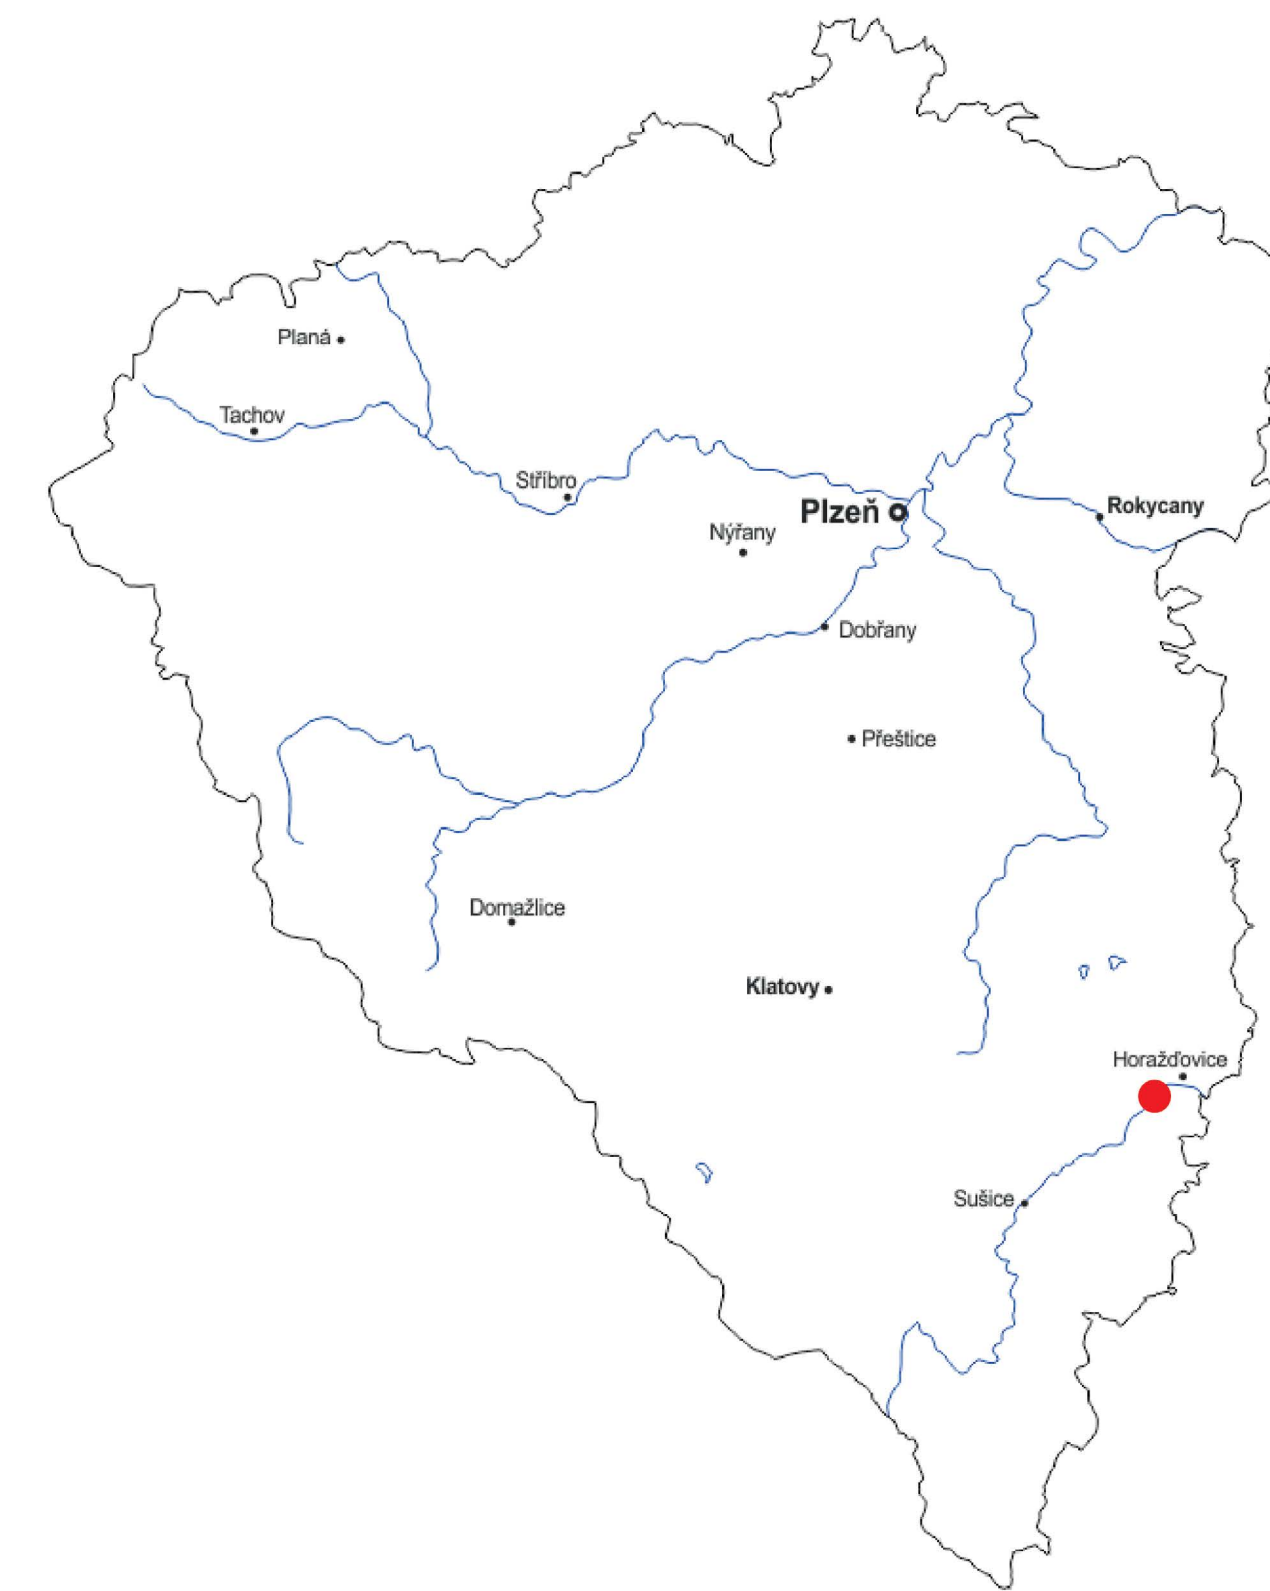 Planá
Tachov
Stříbro
Plzeň
Rokycany
Nýřany
Dobřany
Přeštice
Domažlice
Klatovy
Horažďovice
Sušice